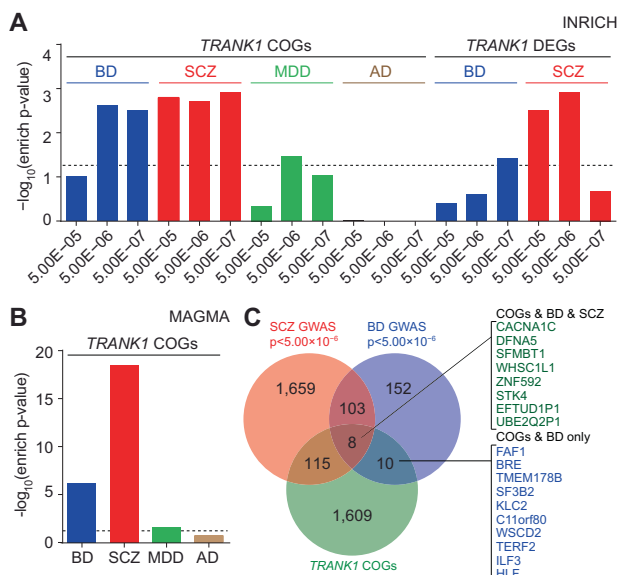 A
INRICH
TRANK1 COGs
TRANK1 DEGs
BD SCZ MDD AD BD SCZ
−log10(enrich p-value)
4
3
2
1
0
5.00E−05 5.00E−06 5.00E−07 5.00E−05 5.00E−06 5.00E−07 5.00E−05 5.00E−06 5.00E−07 5.00E−05 5.00E−06 5.00E−07 5.00E−05 5.00E−06 5.00E−07 5.00E−05 5.00E−06 5.00E−07
B
MAGMA
TRANK1 COGs
-log10(enrich p-value)
20
15
10
5
0
BD SCZ MDD AD
C
SCZ GWAS
p<5.00×10−6
BD GWAS
p<5.00×10−6
1,659
103
152
8
115
10
1,609
TRANK1 COGs
COGs & BD & SCZ
CACNA1C
DFNA5
SFMBT1
WHSC1L1
ZNF592
STK4
EFTUD1P1
UBE2Q2P1
COGs & BD only
FAF1
BRE
TMEM178B
SF3B2
KLC2
C11orf80
WSCD2
TERF2
ILF3
HLF